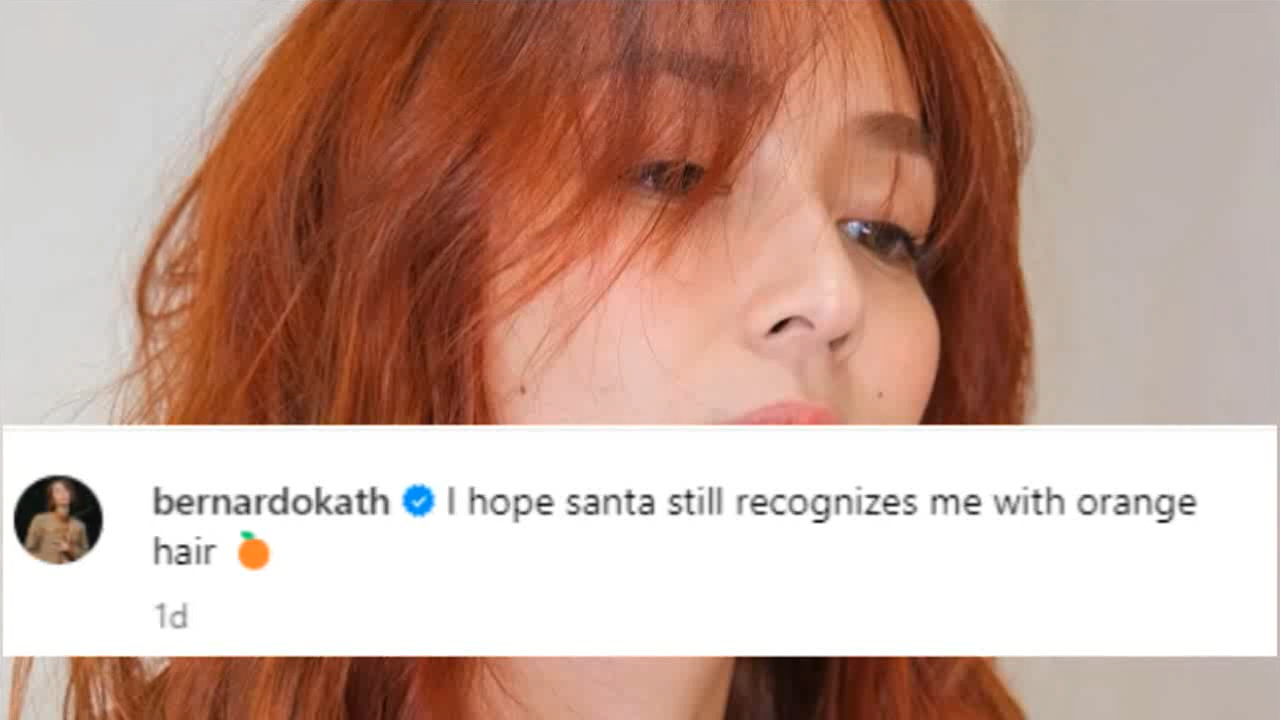 bernardokath I hope santa still recognizes me with orange
hair 🍊
1d